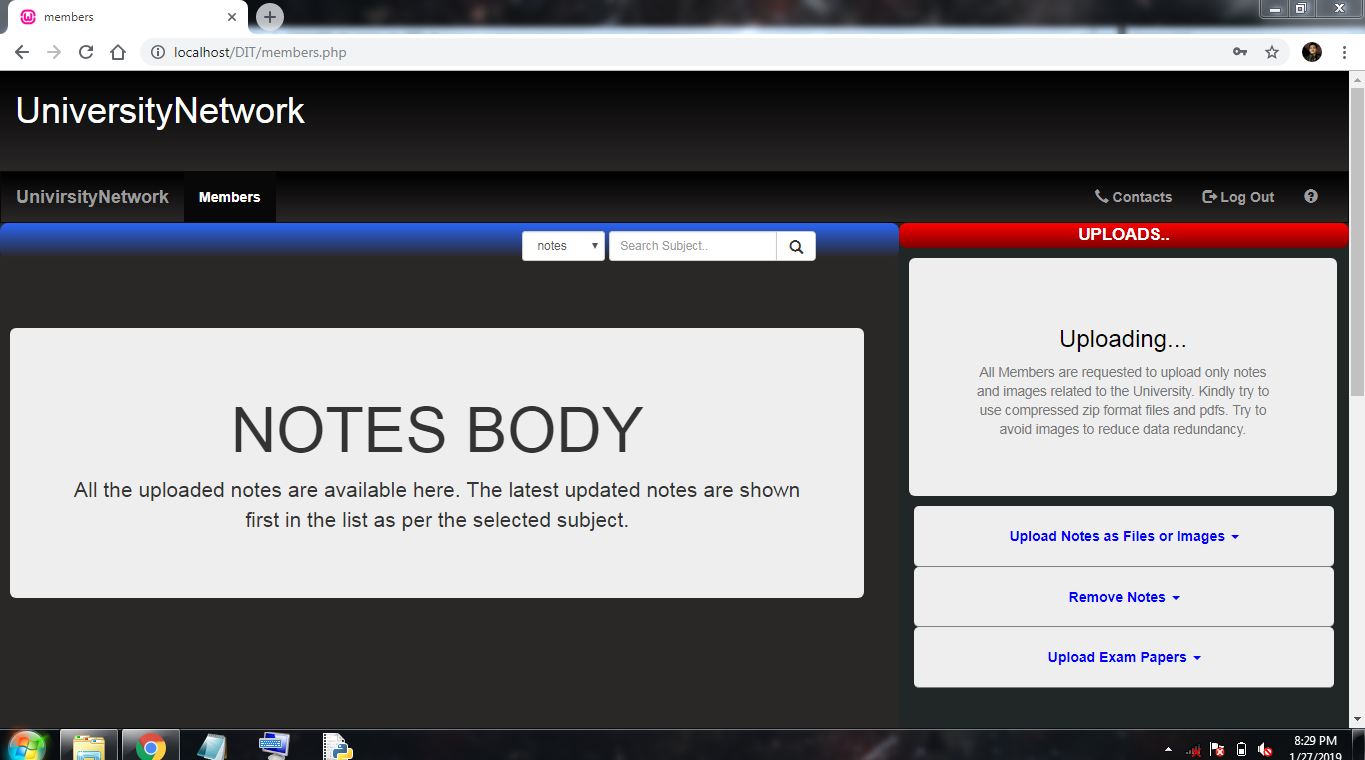 members
localhost/DIT/members.php
UniversityNetwork
UnivirsityNetwork
Members
Contacts
Log Out
notes
Search Subject..
UPLOADS..
NOTES BODY
All the uploaded notes are available here. The latest updated notes are shown
first in the list as per the selected subject.
Uploading...
All Members are requested to upload only notes
and images related to the University. Kindly try to
use compressed zip format files and pdfs. Try to
avoid images to reduce data redundancy.
Upload Notes as Files or Images
Remove Notes
Upload Exam Papers
8:29 PM
1/27/2019